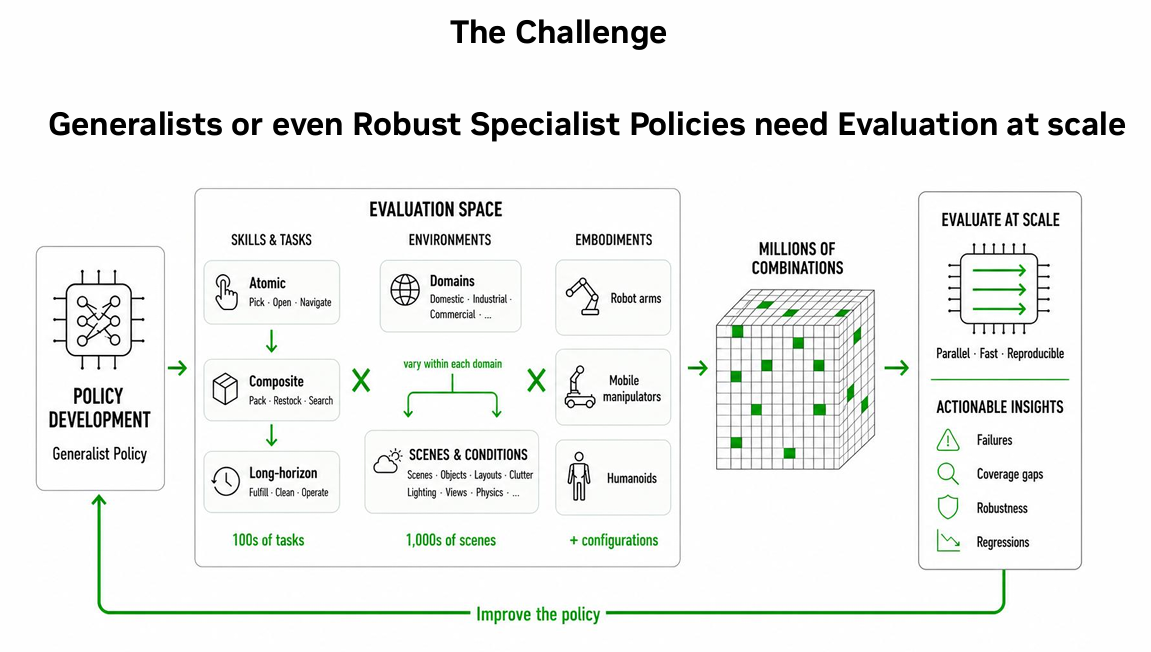 The Challenge
Generalists or even Robust Specialist Policies need Evaluation at scale
POLICY
DEVELOPMENT
Generalist Policy
EVALUATION SPACE
SKILLS & TASKS
Atomic
Pick · Open · Navigate
Composite
Pack · Restock · Search
Long-horizon
Fulfill · Clean · Operate
100s of tasks
X
ENVIRONMENTS
Domains
Domestic · Industrial ·
Commercial · ...
vary within each domain
SCENES & CONDITIONS
Scenes · Objects · Layouts · Clutter
Lighting · Views · Physics · ...
1,000s of scenes
X
EMBODIMENTS
Robot arms
Mobile
manipulators
Humanoids
+ configurations
MILLIONS OF
COMBINATIONS
EVALUATE AT SCALE
Parallel · Fast · Reproducible
ACTIONABLE INSIGHTS
Failures
Coverage gaps
Robustness
Regressions
Improve the policy